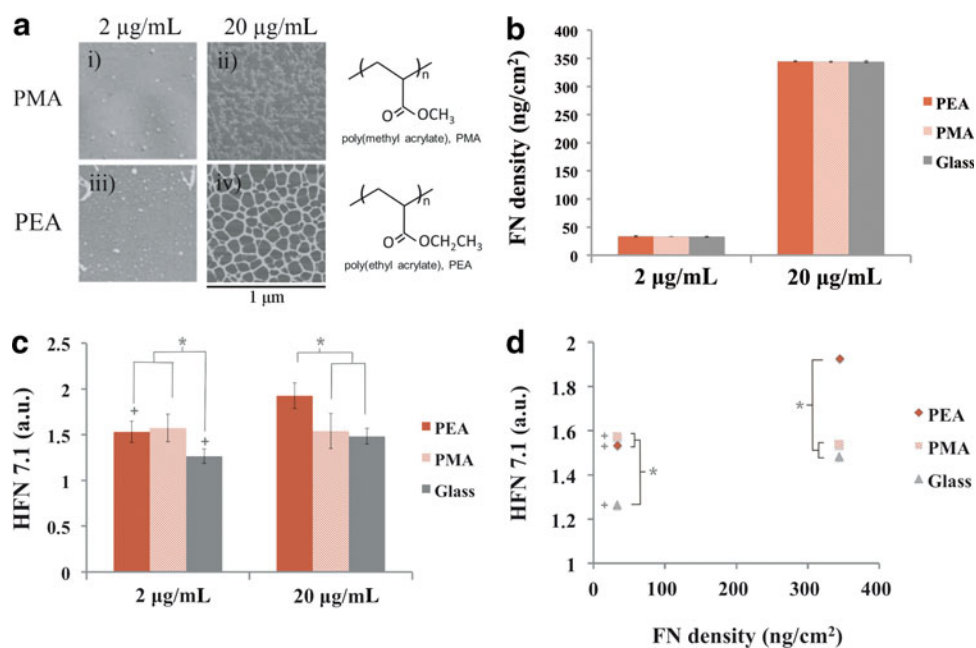 a
2 µg/mL 20 µg/mL
PMA
i) ii)
O OCH3
n
poly(methyl acrylate), PMA
PEA
iii) iv)
O OCH2CH3
n
poly(ethyl acrylate), PEA
1 µm
b
FN density (ng/cm²)
400
350
300
250
200
150
100
50
0
2 µg/mL 20 µg/mL
PEA
PMA
Glass
c
HFN 7.1 (a.u.)
2.5
2
1.5
1
0.5
0
* *
+ +
2 µg/mL 20 µg/mL
PEA
PMA
Glass
d
HFN 7.1 (a.u.)
2
1.8
1.6
1.4
1.2
1
+
+
+
* *
0 100 200 300 400
FN density (ng/cm²)
PEA
PMA
Glass